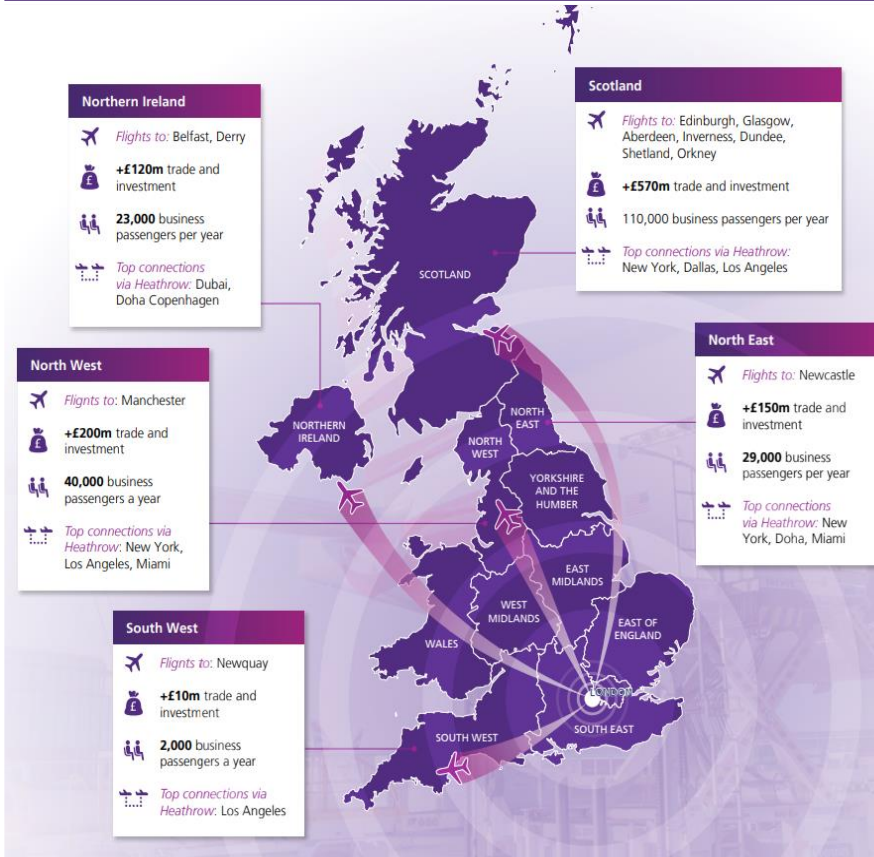 Northern Ireland
Flights to: Belfast, Derry
+£120m trade and
investment
23,000 business
passengers per year
Top connections
via Heathrow: Dubai,
Doha Copenhagen
Scotland
Flights to: Edinburgh, Glasgow,
Aberdeen, Inverness, Dundee,
Shetland, Orkney
+£570m trade and investment
110,000 business passengers per year
Top connections via Heathrow:
New York, Dallas, Los Angeles
North West
Flignts to: Manchester
+£200m trade and
investment
40,000 business
passengers a year
Top connections via
Heathrow: New York,
Los Angeles, Miami
North East
Flights to: Newcastle
+£150m trade and
investment
29,000 business
passengers per year
Top connections
via Heathrow: New
York, Doha, Miami
South West
Flignts to: Newquay
+£10m trade and
investment
2,000 business
passengers a year
Top connections via
Heathrow: Los Angeles
SCOTLAND
NORTHERN
IRELAND
NORTH
EAST
NORTH
WEST
YORKSHIRE
AND THE
HUMBER
EAST
MIDLANDS
WEST
MIDLANDS
EAST OF
ENGLAND
WALES
LONDON
SOUTH EAST
SOUTH WEST